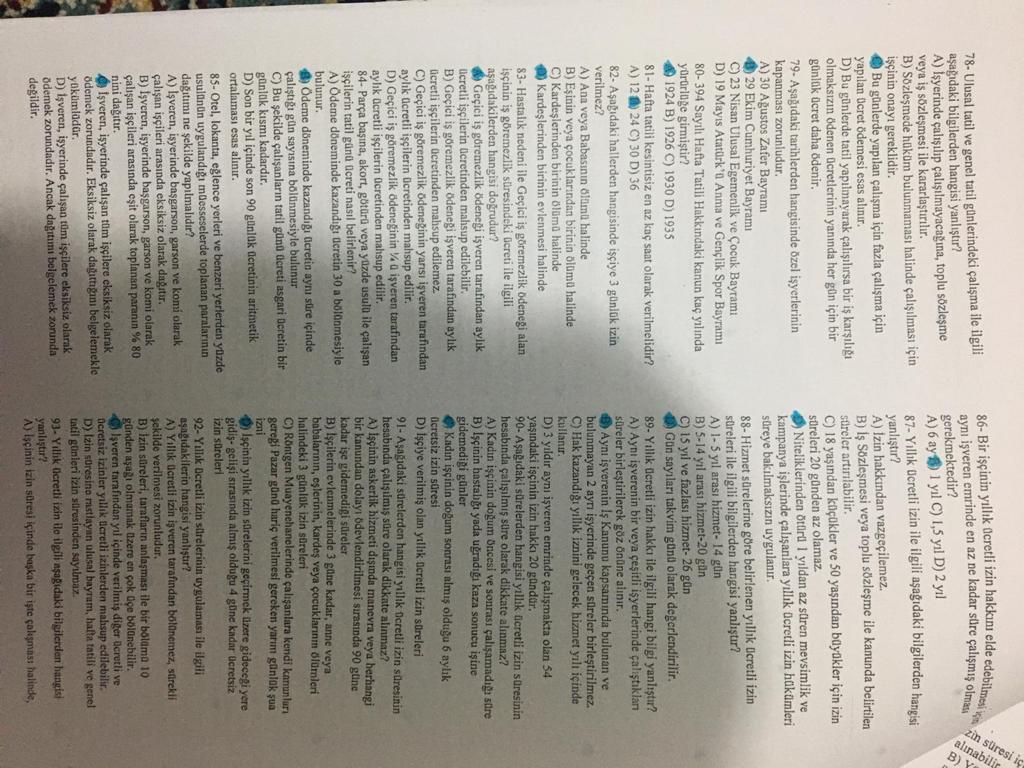 78- Ulusal tatil ve genel tatil günlerindeki çalışma ile ilgili
aşağıdaki bilgilerden hangisi yanlıştır?
A) İşyerinde çalışılıp çalışılmayacağına, toplu sözleşme
veya iş sözleşmesi ile kararlaştırılır.
B) Sözleşmede hüküm bulunmaması halinde çalışılması için
işçinin onayı gereklidir.
C) Bu günlerde yapılan çalışma için fazla çalışma için
yapılan ücret ödemesi esas alınır.
D) Bu günlerde tatil yapılmayarak çalışılırsa bir iş karşılığı
olmaksızın ödenen ücretlerinin yanında her gün için bir
günlük ücret daha ödenir.
79- Aşağıdaki tarihlerden hangisinde özel işyerlerinin
kapanması zorunludur?
A) 30 Ağustos Zafer Bayramı
B) 29 Ekim Cumhuriyet Bayramı
C) 23 Nisan Ulusal Egemenlik ve Çocuk Bayramı
D) 19 Mayıs Atatürk'ü Anma ve Gençlik Spor Bayramı
80- 394 Sayılı Hafta Tatili Hakkındaki kanun kaç yılında
yürürlüğe girmiştir?
A) 1924 B) 1926 C) 1930 D) 1935
81- Hafta tatili kesintisiz en az kaç saat olarak verilmelidir?
A) 12 B) 24 C) 30 D) 36
82- Aşağıdaki hallerden hangisinde işçiye 3 günlük izin
verilmez?
A) Ana veya Babasının ölümü halinde
B) Eşinin veya çocuklarından birinin ölümü halinde
C) Kardeşlerinden birinin ölümü halinde
D) Kardeşlerinden birinin evlenmesi halinde
83- Hastalık nedeni ile Geçici iş göremezlik ödeneği alan
işçinin iş göremezlik süresindeki ücreti ile ilgili
aşağıdakilerden hangisi doğrudur?
A) Geçici iş göremezlik ödeneği işveren tarafından aylık
ücretli işçilerin ücretinden mahsup edilebilir.
B) Geçici iş göremezlik ödeneği işveren tarafından aylık
ücretli işçilerin ücretinden mahsup edilemez.
C) Geçici iş göremezlik ödeneğinin yarısı işveren tarafından
aylık ücretli işçilerin ücretinden mahsup edilir.
D) Geçici iş göremezlik ödeneğinin ¼ ü işveren tarafından
aylık ücretli işçilerin ücretinden mahsup edilir.
84- Parça başına, akort, götürü veya yüzde usulü ile çalışan
işçilerin tatil günü ücreti nasıl belirlenir?
A) Ödeme döneminde kazandığı ücretin 30 a bölünmesiyle
bulunur.
B) Ödeme döneminde kazandığı ücretin aynı süre içinde
çalıştığı gün sayısına bölünmesiyle bulunur
C) Bu şekilde çalışanların tatil günü ücreti asgari ücretin bir
günlük kısmı kadardır.
D) Son bir yıl içinde son 90 günlük ücretinin aritmetik
ortalaması esas alınır.
85- Otel, lokanta, eğlence yerleri ve benzeri yerlerden yüzde
usulünün uygulandığı müesseselerde toplanan paralarının
dağıtımı ne şekilde yapılmalıdır?
A) İşveren, işyerinde başgarson, garson ve komi olarak
çalışan işçileri arasında eksiksiz olarak dağıtır.
B) İşveren, işyerinde başgarson, garson ve komi olarak
çalışan işçileri arasında eşit olarak toplanan paranın % 80
nini dağıtır.
C) İşveren, işyerinde çalışan tüm işçilere eksiksiz olarak
ödemek zorundadır. Eksiksiz olarak dağıttığını belgelemekle
yükümlüdür.
D) İşveren, işyerinde çalışan tüm işçilere eksiksiz olarak
ödemek zorundadır. Ancak dağıtımı belgelemek zorunda
değildir.
86- Bir işçinin yıllık ücretli izin hakkını elde edebilmesi için
aynı işveren emrinde en az ne kadar süre çalışmış olması
gerekmektedir?
A) 6 ay B) 1 yıl C) 1,5 yıl D) 2 yıl
87- Yıllık ücretli izin ile ilgili aşağıdaki bilgilerden hangisi
yanlıştır?
A) İzin hakkından vazgeçilemez.
B) İş Sözleşmesi veya toplu sözleşme ile kanunda belirtilen
süreler artırılabilir.
C) 18 yaşından küçükler ve 50 yaşından büyükler için izin
süreleri 20 günden az olamaz.
D) Niteliklerinden ötürü 1 yıldan az süren mevsimlik ve
kampanya işlerinde çalışanlara yıllık ücretli izin hükümleri
süreye bakılmaksızın uygulanır.
88- Hizmet sürelerine göre belirlenen yıllık ücretli izin
süreleri ile ilgili bilgilerden hangisi yanlıştır?
A) 1- 5 yıl arası hizmet- 14 gün
B) 5-14 yıl arası hizmet-20 gün
C) 15 yıl ve fazlası hizmet- 26 gün
D) Gün sayıları takvim günü olarak değerlendirilir.
89- Yıllık ücretli izin hakkı ile ilgili hangi bilgi yanlıştır?
A) Aynı işverenin bir veya çeşitli işyerlerinde çalıştıkları
süreler birleştirilerek göz önüne alınır.
B) Aynı işverenin İş Kanunu kapsamında bulunan ve
bulunmayan 2 ayrı işyerinde geçen süreler birleştirilmez.
C) Hak kazandığı yıllık iznini gelecek hizmet yılı içinde
kullanır.
D) 3 yıldır aynı işveren emrinde çalışmakta olan 54
yaşındaki işçinin izin hakkı 20 gündür.
90- Aşağıdaki sürelerden hangisi yıllık ücretli izin süresinin
hesabında çalışılmış süre olarak dikkate alınmaz?
A) Kadın işçinin doğum öncesi ve sonrası çalışamadığı süre
B) İşçinin hastalığı yada uğradığı kaza sonucu işine
gidemediği günler
C) Kadın işçinin doğum sonrası almış olduğu 6 aylık
ücretsiz izin süresi
D) İşçiye verilmiş olan yıllık ücretli izin süreleri
91- Aşağıdaki sürelerden hangisi yıllık ücretli izin süresinin
hesabında çalışılmış süre olarak dikkate alınmaz?
A) İşçinin askerlik hizmeti dışında manevra veya herhangi
bir kanundan dolayı ödevlendirilmesi sırasında 90 güne
kadar işe gidemediği süreler
B) İşçilerin evlenmelerinde 3 güne kadar, anne veya
babalarının, eşlerinin, kardeş veya çocuklarının ölümleri
halindeki 3 günlük izin süreleri
C) Röntgen Muayenehanelerinde çalışanlara kendi kanunları
gereği Pazar günü hariç verilmesi gereken yarım günlük şua
izni
D) İşçinin yıllık izin sürelerini geçirmek üzere gideceği yere
gidiş- gelişi sırasında almış olduğu 4 güne kadar ücretsiz
izin süreleri
92- Yıllık ücretli izin sürelerinin uygulaması ile ilgili
aşağıdakilerin hangisi yanlıştır?
A) Yıllık ücretli izin işveren tarafından bölünemez, sürekli
şekilde verilmesi zorunludur.
B) İzin süreleri, tarafların anlaşması ile bir bölümü 10
günden aşağı olmamak üzere en çok üçe bölünebilir.
C) İşveren tarafından yıl içinde verilmiş diğer ücretli ve
ücretsiz izinler yıllık ücretli izinlerden mahsup edilebilir.
D) İzin süresine rastlayan ulusal bayram, hafta tatili ve genel
tatil günleri izin süresinden sayılmaz.
93- Yıllık ücretli izin ile ilgili aşağıdaki bilgilerden hangisi
yanlıştır?
A) İşçinin izin süresi içinde başka bir işte çalışması halinde,
zin süresi iç
alınabilir
B)